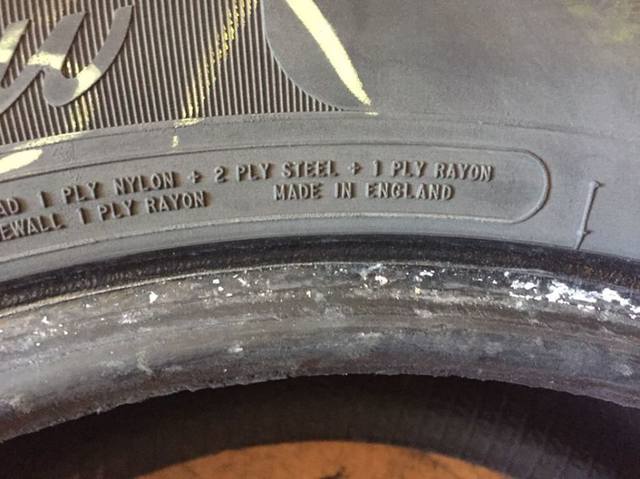 AD 1 PLY NYLON + 2 PLY STEEL + 1 PLY RAYON
EWALL 1 PLY RAYON MADE IN ENGLAND